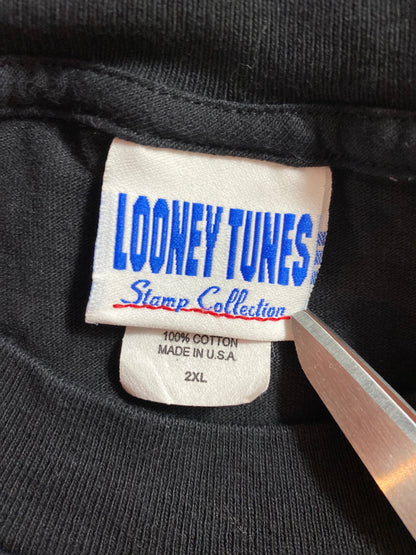 LOONEY TUNES
Stamp Collection
100% COTTON
MADE IN U.S.A.
2XL